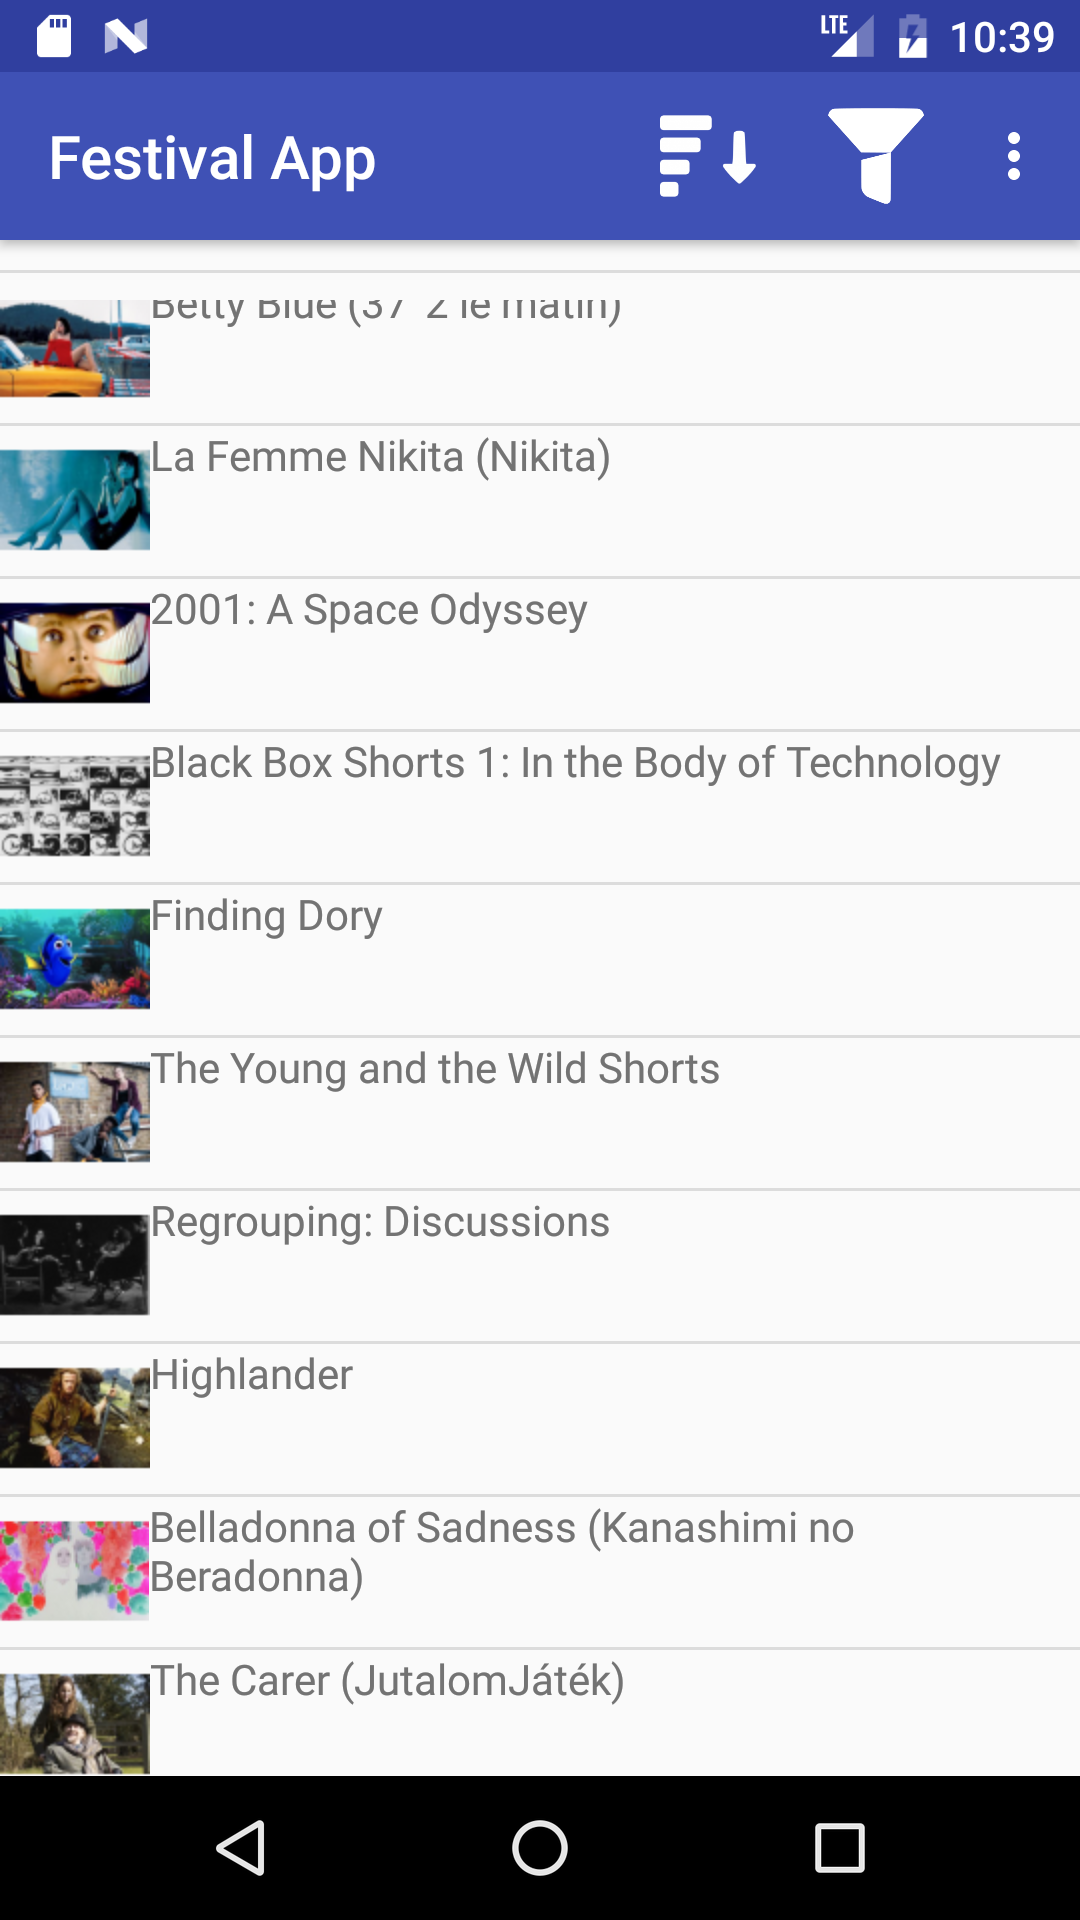 LTE 10:39
Festival App
Betty Blue (37°2 le matin)
La Femme Nikita (Nikita)
2001: A Space Odyssey
Black Box Shorts 1: In the Body of Technology
Finding Dory
The Young and the Wild Shorts
Regrouping: Discussions
Highlander
Belladonna of Sadness (Kanashimi no
Beradonna)
The Carer (JutalomJáték)